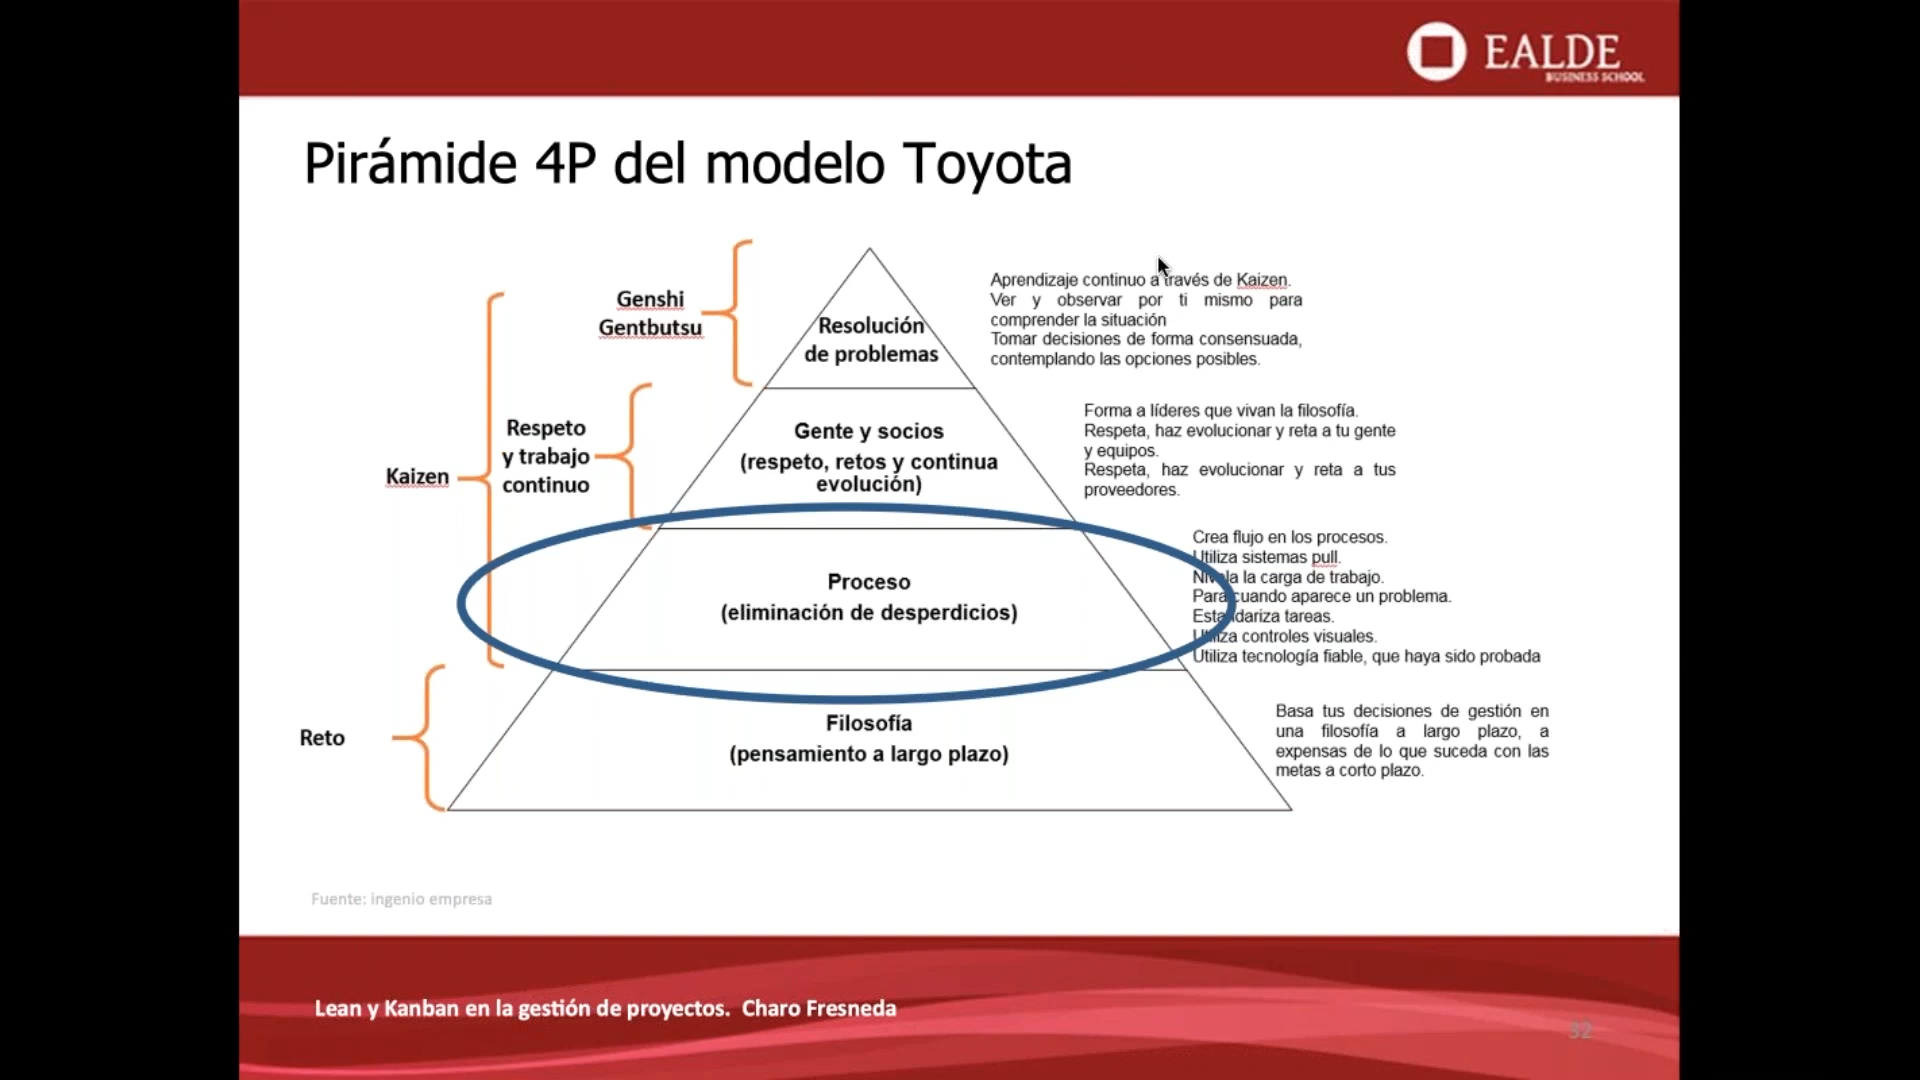 EALDE
BUSINESS SCHOOL
Pirámide 4P del modelo Toyota
Genshi
Gentbutsu
Resolución
de problemas
Aprendizaje continuo a través de Kaizen.
Ver y observar por ti mismo para
comprender la situación
Tomar decisiones de forma consensuada,
contemplando las opciones posibles.
Kaizen
Respeto
y trabajo
continuo
Gente y socios
(respeto, retos y continua
evolución)
Forma a líderes que vivan la filosofía.
Respeta, haz evolucionar y reta a tu gente
y equipos.
Respeta, haz evolucionar y reta a tus
proveedores.
Proceso
(eliminación de desperdicios)
Crea flujo en los procesos.
Utiliza sistemas pull.
Nivela la carga de trabajo.
Para cuando aparece un problema.
Estandariza tareas.
Utiliza controles visuales.
Utiliza tecnología fiable, que haya sido probada
Reto
Filosofía
(pensamiento a largo plazo)
Basa tus decisiones de gestión en
una filosofía a largo plazo, a
expensas de lo que suceda con las
metas a corto plazo.
Fuente: ingenio empresa
Lean y Kanban en la gestión de proyectos. Charo Fresneda
32